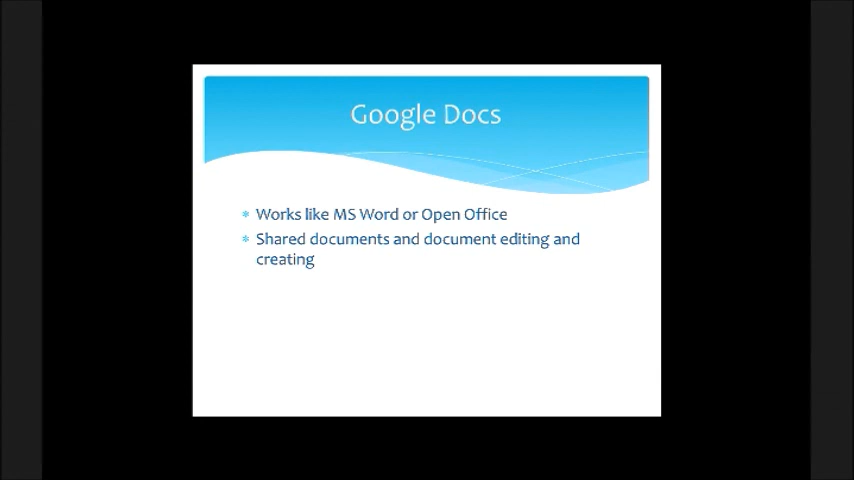 Google Docs
* Works like MS Word or Open Office
* Shared documents and document editing and
creating